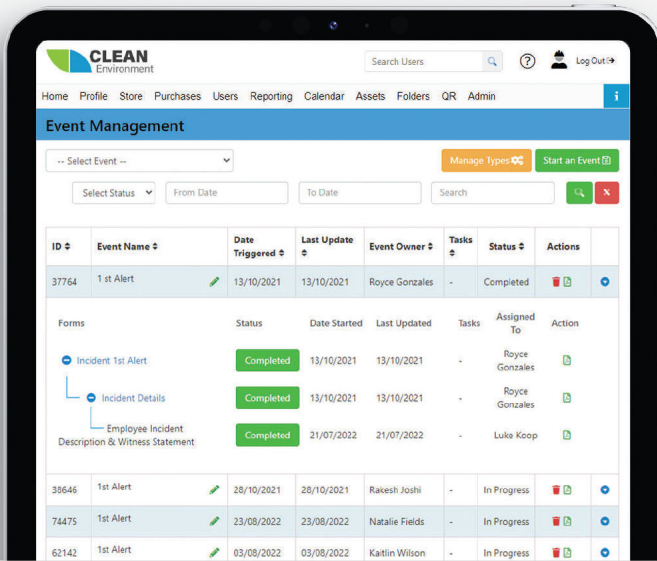 CLEAN
Environment
Search Users
?
Log Out
Home Profile Store Purchases Users Reporting Calendar Assets Folders QR Admin
i
Event Management
-- Select Event --
Manage Types
Start an Event
Select Status
From Date
To Date
Search
x
ID Event Name Date Triggered Last Update Event Owner Tasks Status Actions
37764 1 st Alert 13/10/2021 13/10/2021 Royce Gonzales - Completed
Forms Status Date Started Last Updated Tasks Assigned To Action
Incident 1st Alert Completed 13/10/2021 13/10/2021 - Royce Gonzales
Incident Details Completed 13/10/2021 13/10/2021 - Royce Gonzales
Employee Incident
Description & Witness Statement Completed 21/07/2022 21/07/2022 - Luke Koop
38646 1st Alert 28/10/2021 28/10/2021 Rakesh Joshi - In Progress
74475 1st Alert 23/08/2022 23/08/2022 Natalie Fields - In Progress
62142 1st Alert 03/08/2022 03/08/2022 Kaitlin Wilson - In Progress